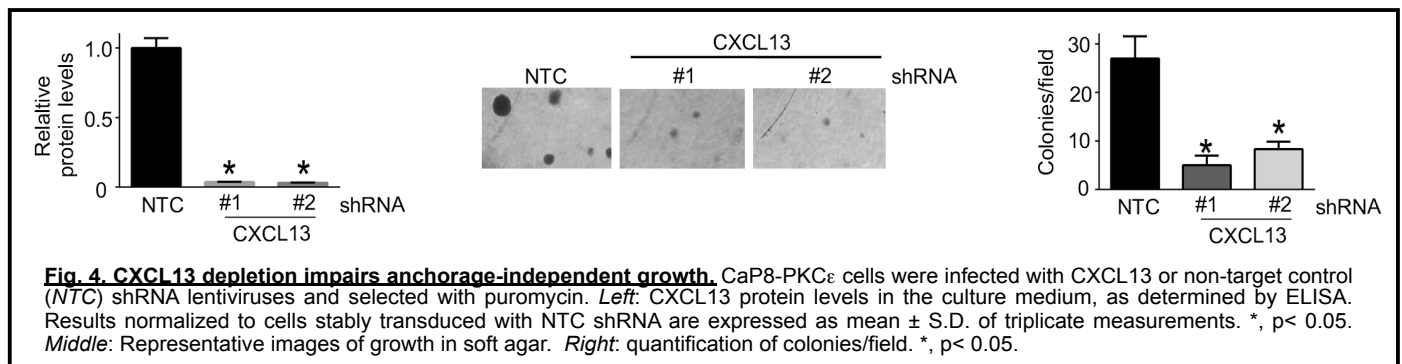 Relaltive
protein levels
1.0
0.5
0
*
*
NTC
#1
#2
shRNA
CXCL13
CXCL13
NTC
#1
#2
shRNA
Colonies/field
30
20
10
0
*
*
NTC
#1
#2
shRNA
CXCL13
Fig. 4. CXCL13 depletion impairs anchorage-independent growth. CaP8-PKCε cells were infected with CXCL13 or non-target control
(NTC) shRNA lentiviruses and selected with puromycin. Left: CXCL13 protein levels in the culture medium, as determined by ELISA.
Results normalized to cells stably transduced with NTC shRNA are expressed as mean ± S.D. of triplicate measurements. *, p< 0.05.
Middle: Representative images of growth in soft agar. Right: quantification of colonies/field. *, p< 0.05.